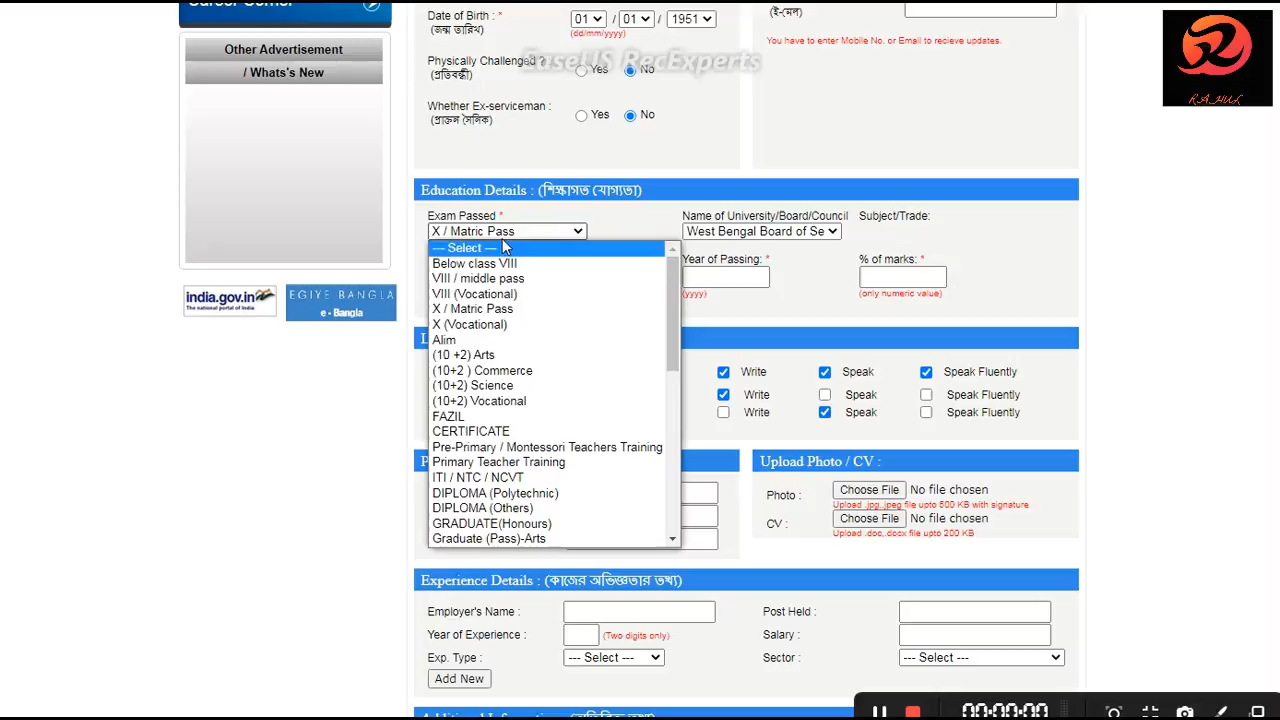 Career Corner
Other Advertisement
/ What's New
india.gov.in
The national portal of India
EGIYE BANGLA
e - Bangla
Date of Birth : * 01 / 01 / 1951
(জন্ম তারিখ) (dd/mm/yyyy)
EaseUS RecExperts
Physically Challenged ? Yes No
(প্রতিবন্ধী)
Whether Ex-serviceman : Yes No
(প্রাক্তন সৈনিক)
(ই-মেল)
You have to enter Mobile No. or Email to recieve updates.
RAHUL
Education Details : (শিক্ষাগত যোগ্যতা)
Exam Passed * Name of University/Board/Council Subject/Trade:
X / Matric Pass West Bengal Board of Se
Year of Passing: * % of marks: *
(yyyy) (only numeric value)
--- Select ---
Below class VIII
VIII / middle pass
VIII (Vocational)
X / Matric Pass
X (Vocational)
Alim
(10 +2) Arts
(10+2 ) Commerce
(10+2) Science
(10+2) Vocational
FAZIL
CERTIFICATE
Pre-Primary / Montessori Teachers Training
Primary Teacher Training
ITI / NTC / NCVT
DIPLOMA (Polytechnic)
DIPLOMA (Others)
GRADUATE(Honours)
Graduate (Pass)-Arts
Write Speak Speak Fluently
Write Speak Speak Fluently
Write Speak Speak Fluently
Upload Photo / CV :
Photo : Choose File No file chosen
Upload .jpg,.jpeg file upto 500 KB with signature
CV : Choose File No file chosen
Upload .doc,.docx file upto 200 KB
Experience Details : (কাজের অভিজ্ঞতার তথ্য)
Employer's Name : Post Held :
Year of Experience : (Two digits only) Salary :
Exp. Type : --- Select --- Sector : --- Select ---
Add New
00:00:00